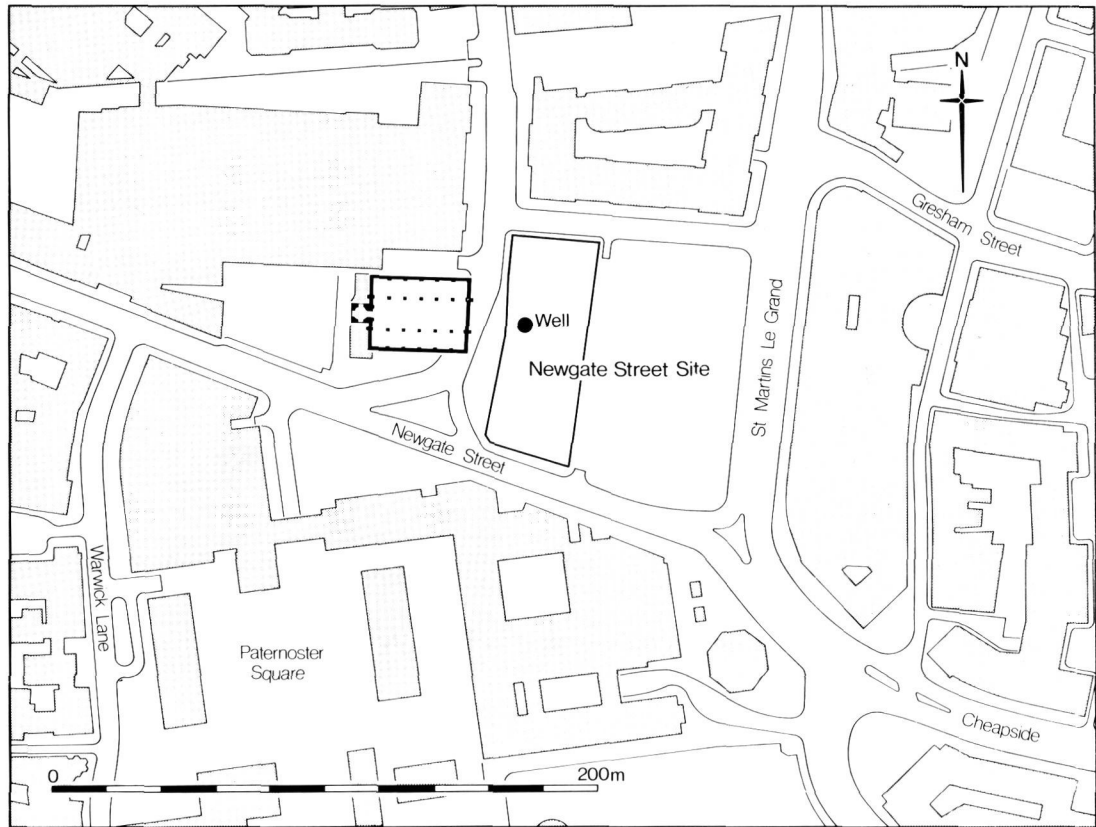 N
Gresham Street
Well
Newgate Street Site
St Martins Le Grand
Newgate Street
Warwick Lane
Paternoster
Square
Cheapside
0 200m